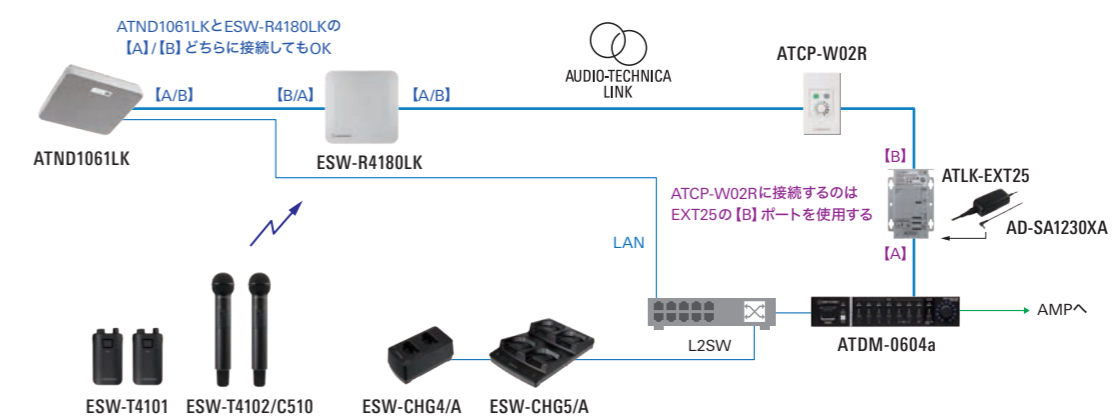 ATND1061LKとESW-R4180LKの
【A】/【B】どちらに接続してもOK
AUDIO-TECHNICA
LINK
ATCP-W02R
【A/B】
【B/A】
【A/B】
ATND1061LK
ESW-R4180LK
【B】
ATLK-EXT25
ATCP-W02Rに接続するのは
EXT25の【B】ポートを使用する
AD-SA1230XA
LAN
【A】
AMPへ
L2SW
ATDM-0604a
ESW-T4101
ESW-T4102/C510
ESW-CHG4/A
ESW-CHG5/A